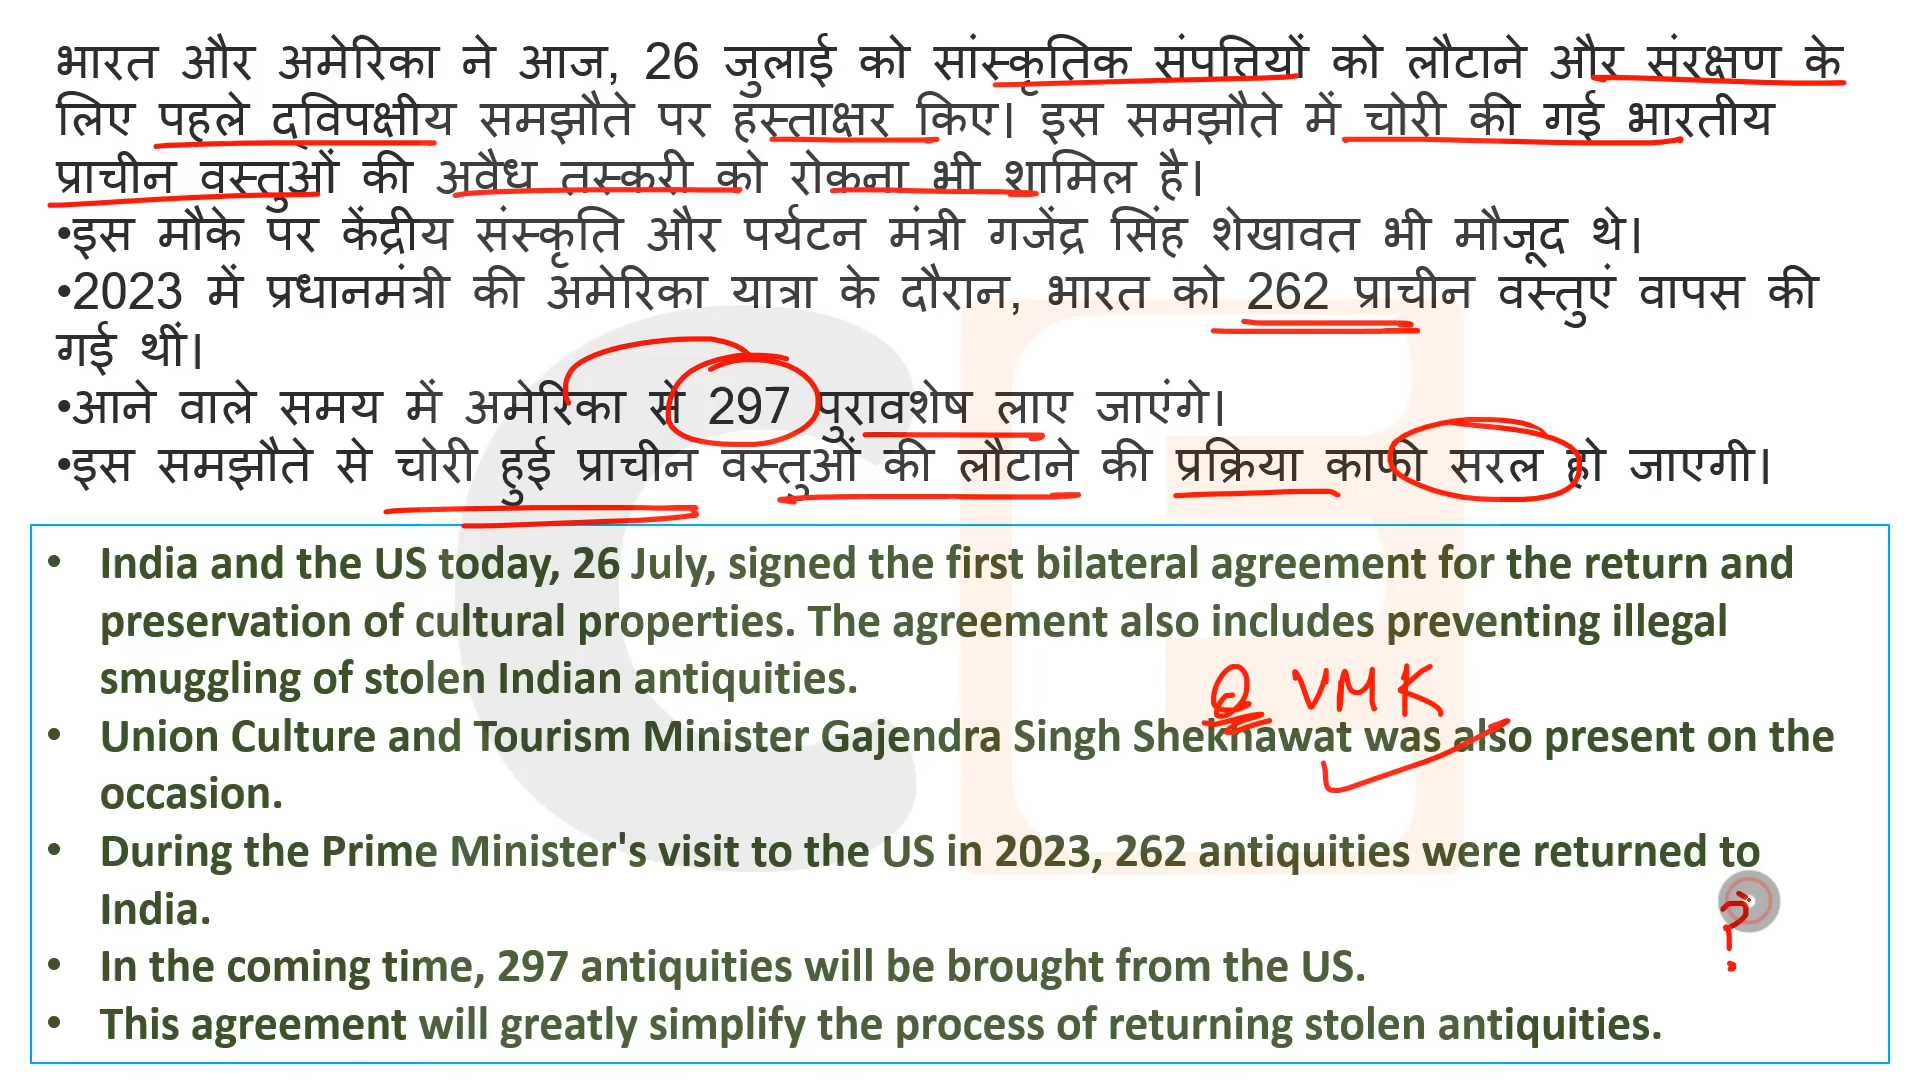 भारत और अमेरिका ने आज, 26 जुलाई को सांस्कृतिक संपत्तियों को लौटाने और संरक्षण के
लिए पहले द्विपक्षीय समझौते पर हस्ताक्षर किए। इस समझौते में चोरी की गई भारतीय
प्राचीन वस्तुओं की अवैध तस्करी को रोकना भी शामिल है।
•इस मौके पर केंद्रीय संस्कृति और पर्यटन मंत्री गजेंद्र सिंह शेखावत भी मौजूद थे।
•2023 में प्रधानमंत्री की अमेरिका यात्रा के दौरान, भारत को 262 प्राचीन वस्तुएं वापस की
गई थीं।
•आने वाले समय में अमेरिका से 297 पुरावशेष लाए जाएंगे।
•इस समझौते से चोरी हुई प्राचीन वस्तुओं की लौटाने की प्रक्रिया काफी सरल हो जाएगी।
• India and the US today, 26 July, signed the first bilateral agreement for the return and
preservation of cultural properties. The agreement also includes preventing illegal
smuggling of stolen Indian antiquities.
Q VMK
• Union Culture and Tourism Minister Gajendra Singh Shekhawat was also present on the
occasion.
• During the Prime Minister's visit to the US in 2023, 262 antiquities were returned to
India.
?
• In the coming time, 297 antiquities will be brought from the US.
• This agreement will greatly simplify the process of returning stolen antiquities.